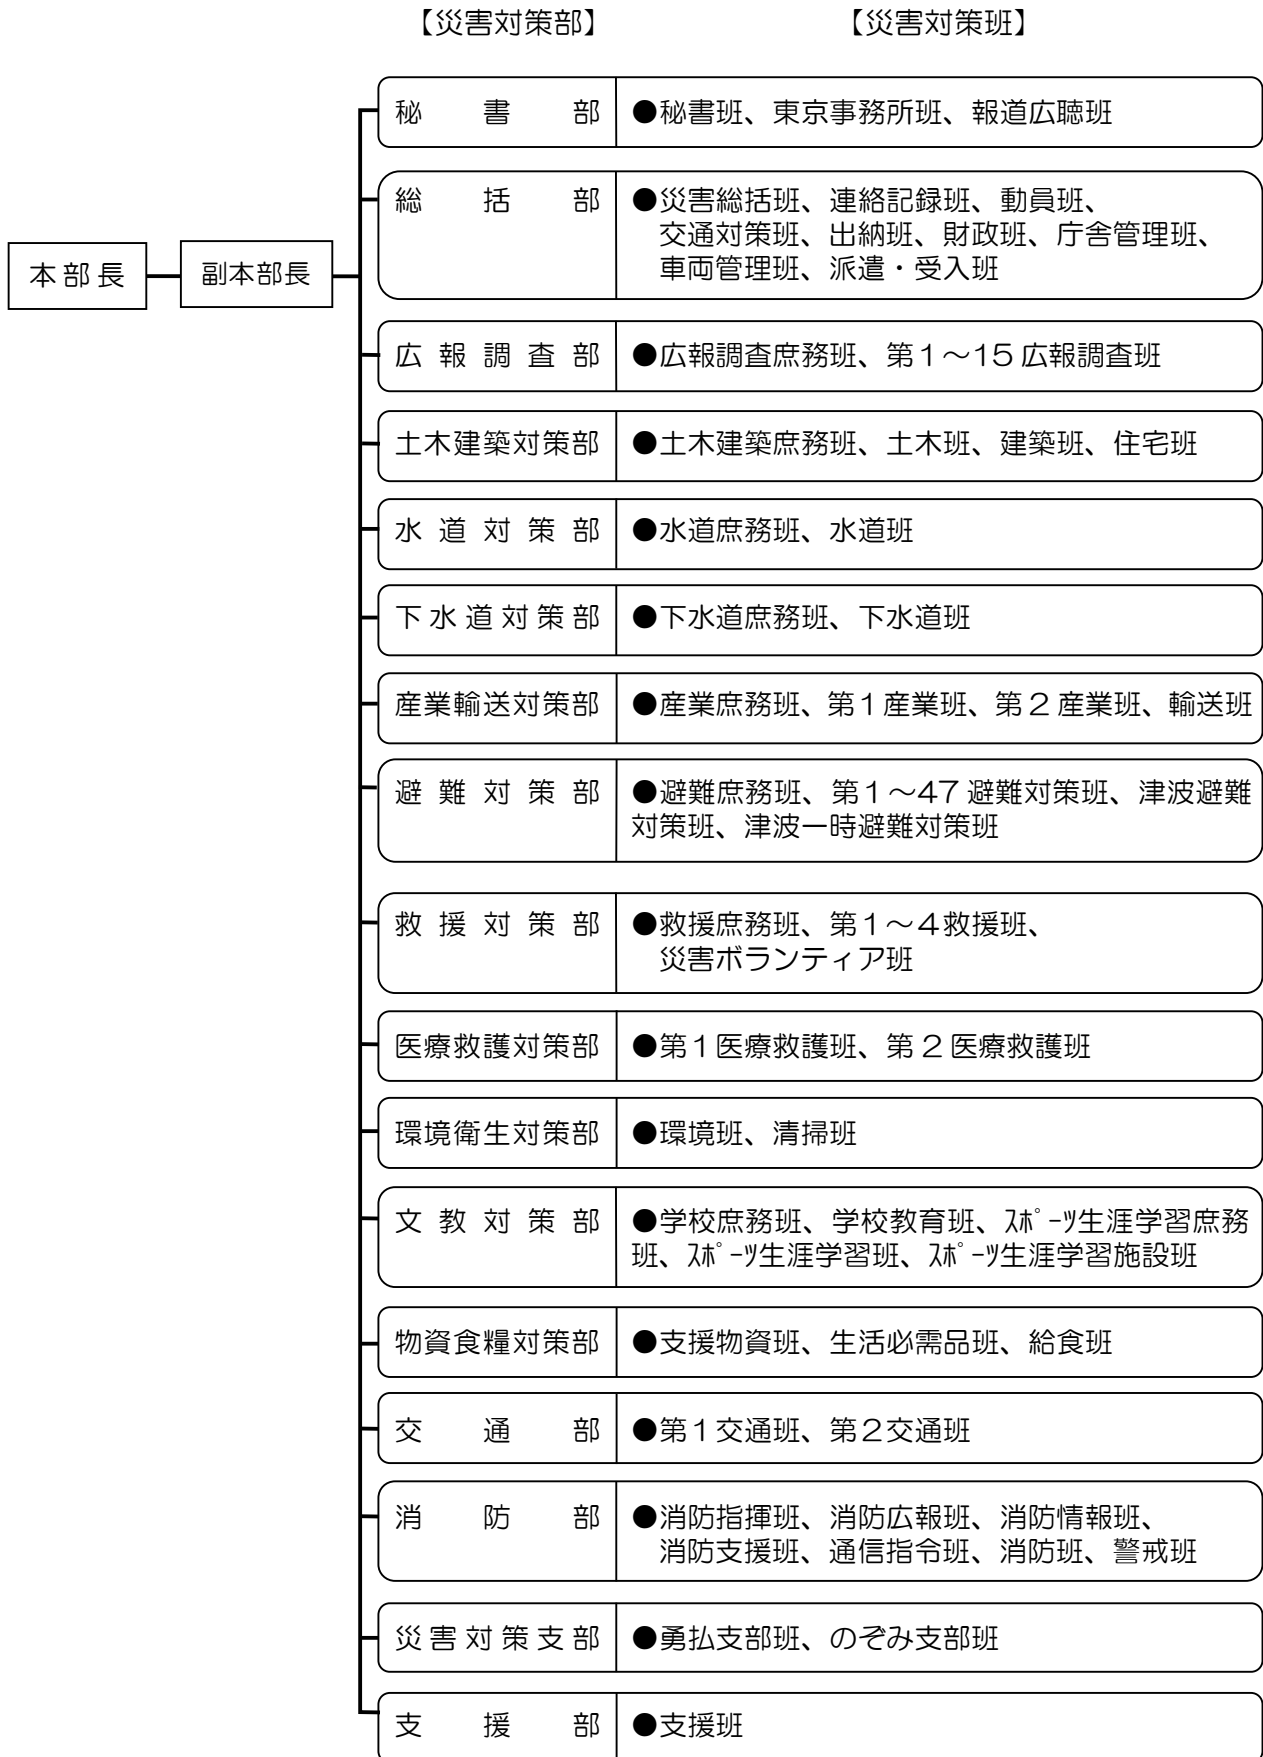 【災害対策部】 【災害対策班】
秘書部 ●秘書班、東京事務所班、報道広聴班
総括部 ●災害総括班、連絡記録班、動員班、
交通対策班、出納班、財政班、庁舎管理班、
車両管理班、派遣・受入班
本部長 副本部長
広報調査部 ●広報調査庶務班、第1～15広報調査班
土木建築対策部 ●土木建築庶務班、土木班、建築班、住宅班
水道対策部 ●水道庶務班、水道班
下水道対策部 ●下水道庶務班、下水道班
産業輸送対策部 ●産業庶務班、第1産業班、第2産業班、輸送班
避難対策部 ●避難庶務班、第1～47避難対策班、津波避難
対策班、津波一時避難対策班
救援対策部 ●救援庶務班、第1～4救援班、
災害ボランティア班
医療救護対策部 ●第1医療救護班、第2医療救護班
環境衛生対策部 ●環境班、清掃班
文教対策部 ●学校庶務班、学校教育班、ｽﾎﾟｰﾂ生涯学習庶務
班、ｽﾎﾟｰﾂ生涯学習班、ｽﾎﾟｰﾂ生涯学習施設班
物資食糧対策部 ●支援物資班、生活必需品班、給食班
交通部 ●第1交通班、第2交通班
消防部 ●消防指揮班、消防広報班、消防情報班、
消防支援班、通信指令班、消防班、警戒班
災害対策支部 ●勇払支部班、のぞみ支部班
支援部 ●支援班